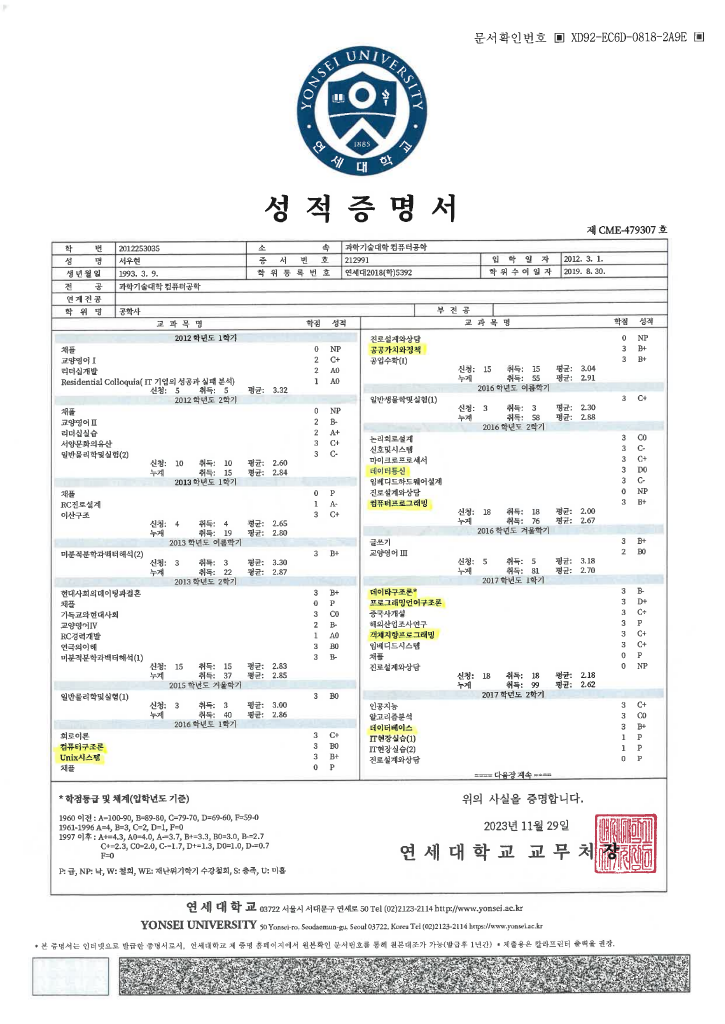 문서확인번호 ▣ XD92-EC6D-0818-2A9E ▣
YONSEI UNIVERSITY
1885
연세대학교
성적증명서
제 CME-479307 호
학 번 2012253035 소 속 과학기술대학 컴퓨터공학
성 명 서우현 증 서 번 호 212991 입 학 일 자 2012. 3. 1.
생년월일 1993. 3. 9. 학 위 등 록 번 호 연세대2018(학)5392 학 위 수 여 일 자 2019. 8. 30.
전 공 과학기술대학 컴퓨터공학
연계전공
학 위 명 공학사 부 전 공
교 과 목 명 학점 성적
2012 학년도 1학기
채플 0 NP
교양영어 I 2 C+
리더십개발 2 A0
Residential Colloquia( IT 기업의 성공과 실패 분석) 1 A0
신청: 5 취득: 5 평균: 3.32
2012 학년도 2학기
채플 0 NP
교양영어 II 2 B-
리더십실습 2 A+
서양문화의유산 3 C+
일반물리학및실험(2) 3 C-
신청: 10 취득: 10 평균: 2.60
누계 취득: 15 평균: 2.84
2013 학년도 1학기
채플 0 P
RC진로설계 1 A-
이산구조 3 C+
신청: 4 취득: 4 평균: 2.65
누계 취득: 19 평균: 2.80
2013 학년도 여름학기
미분적분학과벡터해석(2) 3 B+
신청: 3 취득: 3 평균: 3.30
누계 취득: 22 평균: 2.87
2013 학년도 2학기
현대사회의데이팅과결혼 3 B+
채플 0 P
기독교와현대사회 3 C0
교양영어IV 2 B-
RC경력개발 1 A0
연극의이해 3 B0
미분적분학과벡터해석(1) 3 B-
신청: 15 취득: 15 평균: 2.83
누계 취득: 37 평균: 2.85
2015 학년도 겨울학기
일반물리학및실험(1) 3 B0
신청: 3 취득: 3 평균: 3.00
누계 취득: 40 평균: 2.86
2016 학년도 1학기
회로이론 3 C+
컴퓨터구조론 3 B0
Unix시스템 3 B+
채플 0 P
교 과 목 명 학점 성적
진로설계와상담 0 NP
공공가치와정책 3 B+
공업수학(I) 3 B+
신청: 15 취득: 15 평균: 3.04
누계 취득: 55 평균: 2.91
2016 학년도 여름학기
일반생물학및실험(1) 3 C+
신청: 3 취득: 3 평균: 2.30
누계 취득: 58 평균: 2.88
2016 학년도 2학기
논리회로설계 3 C0
신호및시스템 3 C-
마이크로프로세서 3 C+
데이터통신 3 D0
임베디드하드웨어설계 3 C-
진로설계와상담 0 NP
컴퓨터프로그래밍 3 B+
신청: 18 취득: 18 평균: 2.00
누계 취득: 76 평균: 2.67
2016 학년도 겨울학기
글쓰기 3 B+
교양영어 III 2 B0
신청: 5 취득: 5 평균: 3.18
누계 취득: 81 평균: 2.70
2017 학년도 1학기
데이타구조론* 3 B-
프로그래밍언어구조론 3 D+
중국사개설 3 C+
해외산업조사연구 3 P
객체지향프로그래밍 3 C+
임베디드시스템 3 C+
채플 0 P
진로설계와상담 0 NP
신청: 18 취득: 18 평균: 2.18
누계 취득: 99 평균: 2.62
2017 학년도 2학기
인공지능 3 C+
알고리즘분석 3 C0
데이터베이스 3 B+
IT현장실습(1) 1 P
IT현장실습(2) 1 P
진로설계와상담 0 P
==== 다음장 계속 ====
* 학점등급 및 체계(입학년도 기준)
1960 이전 : A=100-90, B=89-80, C=79-70, D=69-60, F=59-0
1961-1996 A=4, B=3, C=2, D=1, F=0
1997 이후 : A+=4.3, A0=4.0, A-=3.7, B+=3.3, B0=3.0, B-=2.7
C+=2.3, C0=2.0, C-=1.7, D+=1.3, D0=1.0, D-=0.7
F=0
P: 급, NP: 낙, W: 철회, WE: 재난위기학기 수강철회, S: 충족, U: 미흡
위의 사실을 증명합니다.
2023년 11월 29일
연 세 대 학 교 교 무 처 장
연세대학교 03722 서울시 서대문구 연세로 50 Tel (02)2123-2114 http://www.yonsei.ac.kr
YONSEI UNIVERSITY 50 Yonsei-ro. Seodaemun-gu. Seoul 03722, Korea Tel (02)2123-2114 https://www.yonsei.ac.kr
* 본 증명서는 인터넷으로 발급한 증명서로서, 연세대학교 제 증명 홈페이지에서 원본확인 문서번호를 통해 원본대조가 가능(발급후 1년간) * 제출용은 칼라프린터 출력을 권장.